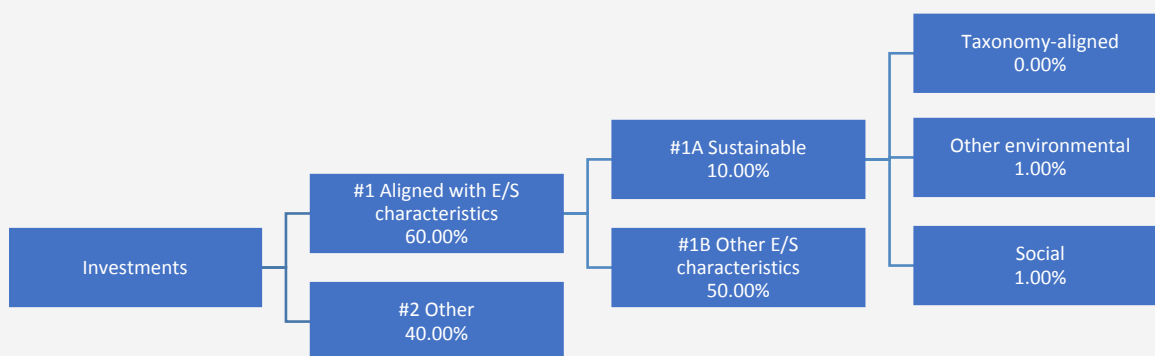 Investments
#1 Aligned with E/S
characteristics
60.00%
#2 Other
40.00%
#1A Sustainable
10.00%
#1B Other E/S
characteristics
50.00%
Taxonomy-aligned
0.00%
Other environmental
1.00%
Social
1.00%